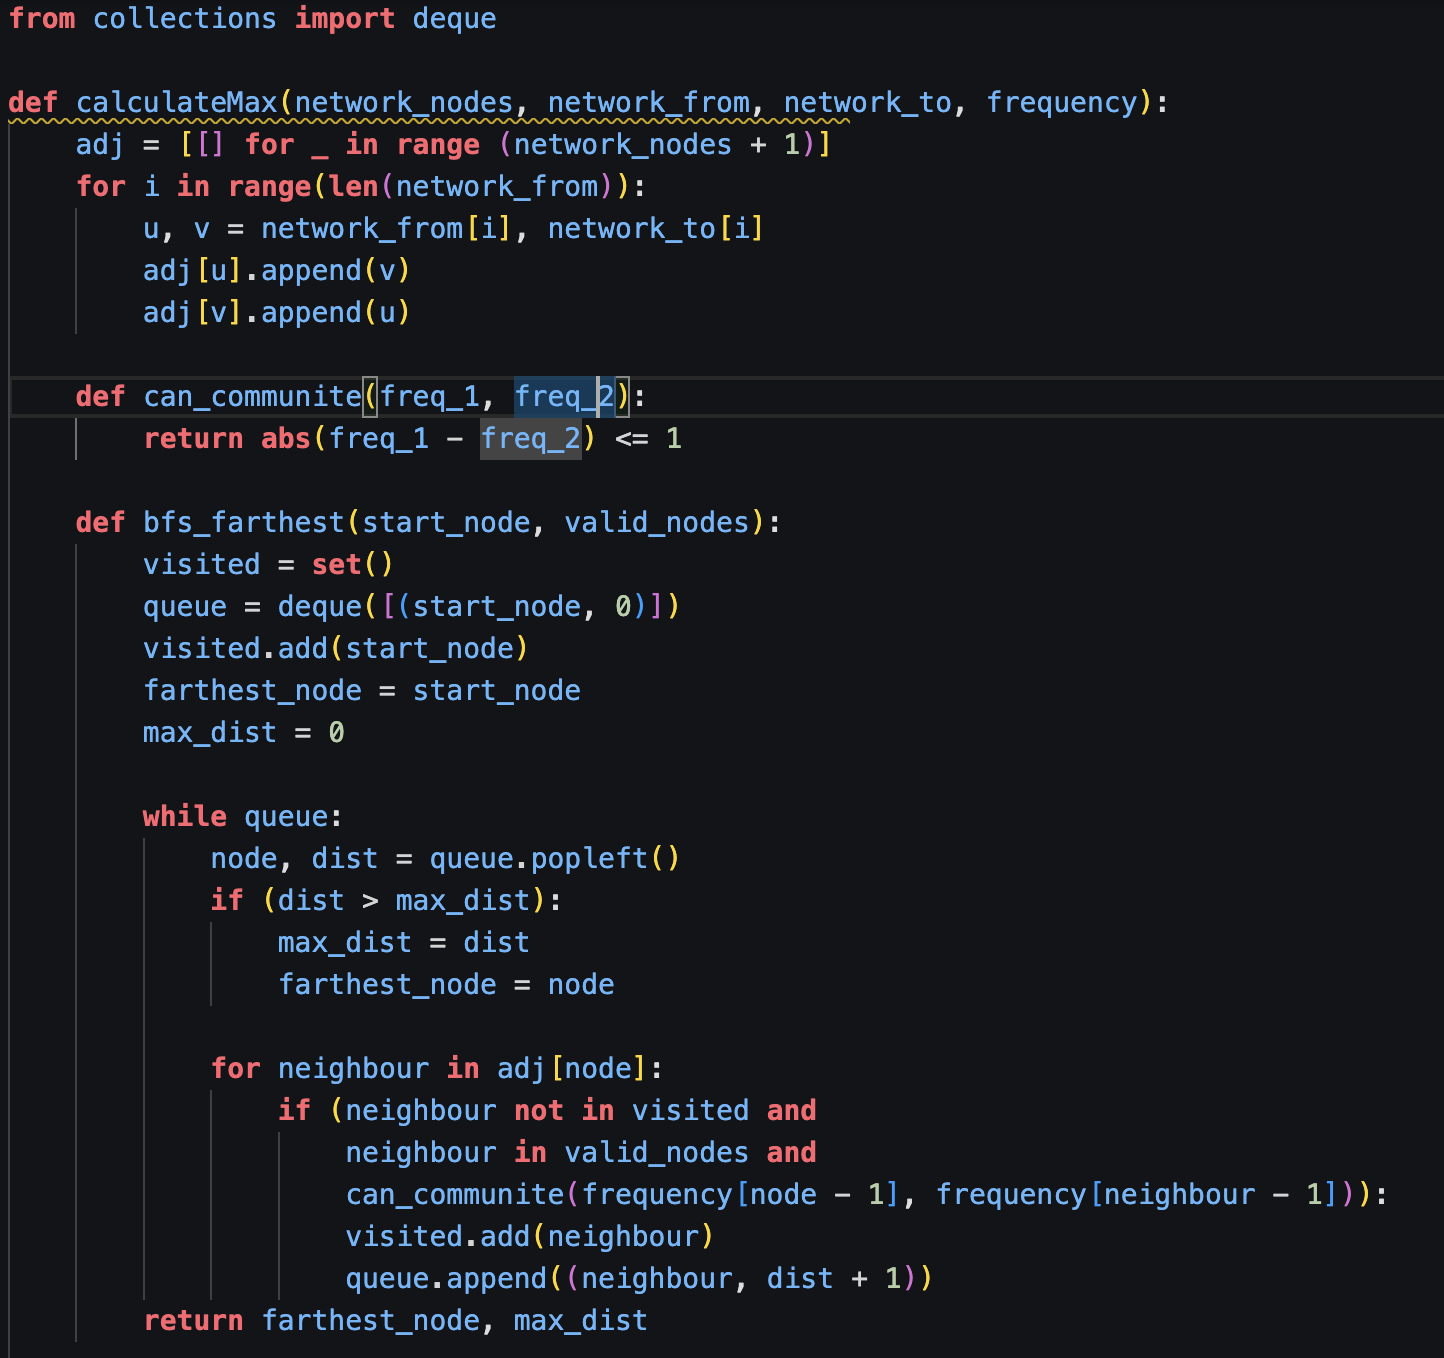 from collections import deque

def calculateMax(network_nodes, network_from, network_to, frequency):
    adj = [[] for _ in range (network_nodes + 1)]
    for i in range(len(network_from)):
        u, v = network_from[i], network_to[i]
        adj[u].append(v)
        adj[v].append(u)

    def can_communite(freq_1, freq_2):
        return abs(freq_1 - freq_2) <= 1

    def bfs_farthest(start_node, valid_nodes):
        visited = set()
        queue = deque([(start_node, 0)])
        visited.add(start_node)
        farthest_node = start_node
        max_dist = 0

        while queue:
            node, dist = queue.popleft()
            if (dist > max_dist):
                max_dist = dist
                farthest_node = node

            for neighbour in adj[node]:
                if (neighbour not in visited and
                    neighbour in valid_nodes and
                    can_communite(frequency[node - 1], frequency[neighbour - 1])):
                    visited.add(neighbour)
                    queue.append((neighbour, dist + 1))
        return farthest_node, max_dist